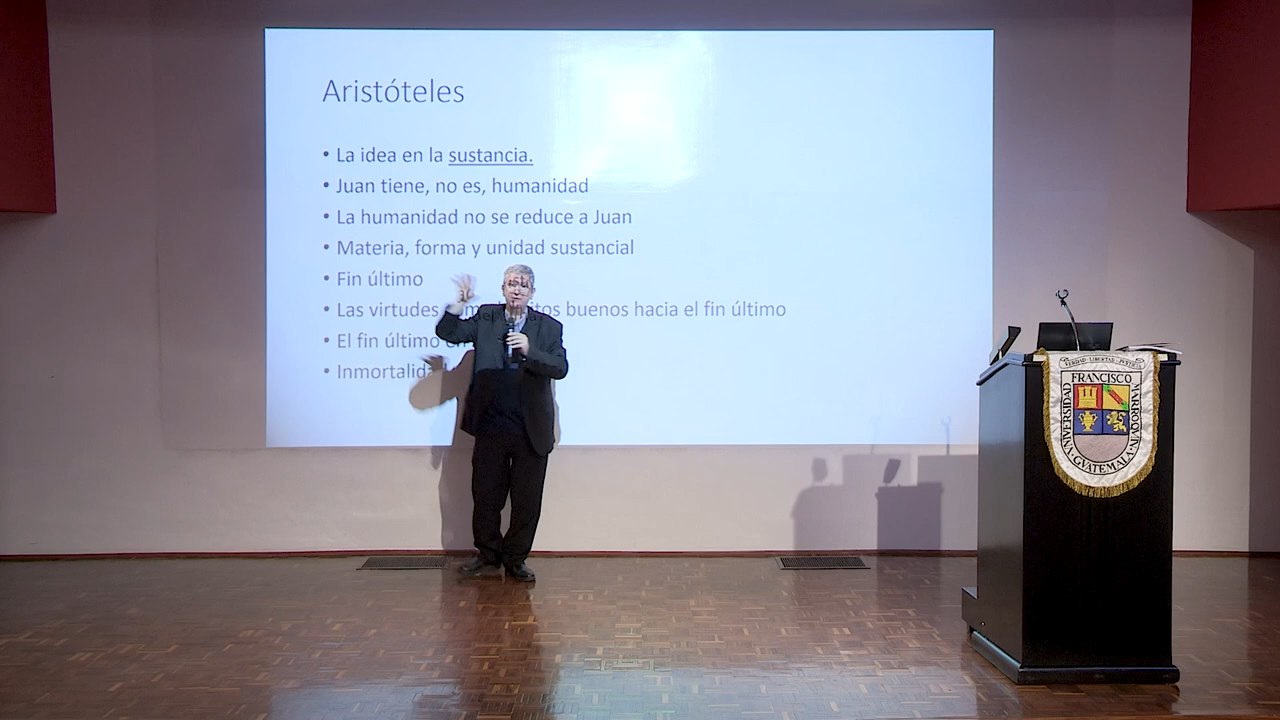 Aristóteles
• La idea en la sustancia.
• Juan tiene, no es, humanidad
• La humanidad no se reduce a Juan
• Materia, forma y unidad sustancial
• Fin último
• Las virtudes buenos hacia el fin último
• El fin último
VERDAD · LIBERTAD · JUSTICIA
UNIVERSIDAD FRANCISCO MARROQUIN
GUATEMALA